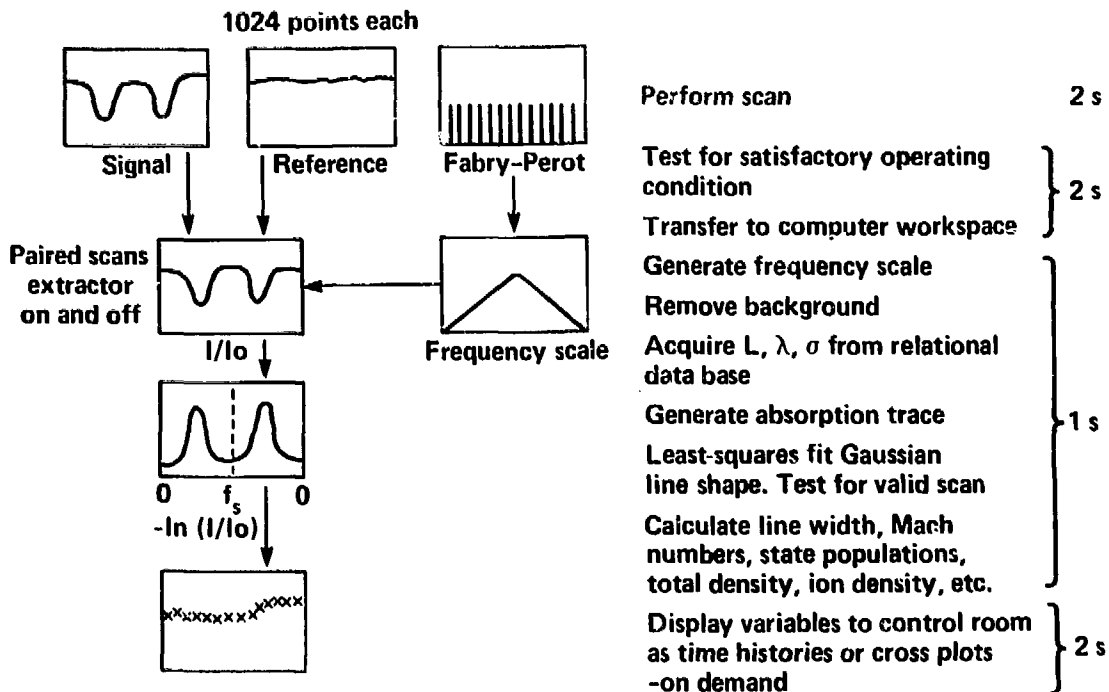 1024 points each
Signal
Reference
Fabry-Perot
Paired scans
extractor
on and off
I/Io
Frequency scale
0 f_s 0
-ln (I/Io)
Perform scan 2 s
Test for satisfactory operating
condition
Transfer to computer workspace
2 s
Generate frequency scale
Remove background
Acquire L, λ, σ from relational
data base
Generate absorption trace
Least-squares fit Gaussian
line shape. Test for valid scan
Calculate line width, Mach
numbers, state populations,
total density, ion density, etc.
1 s
Display variables to control room
as time histories or cross plots
-on demand
2 s